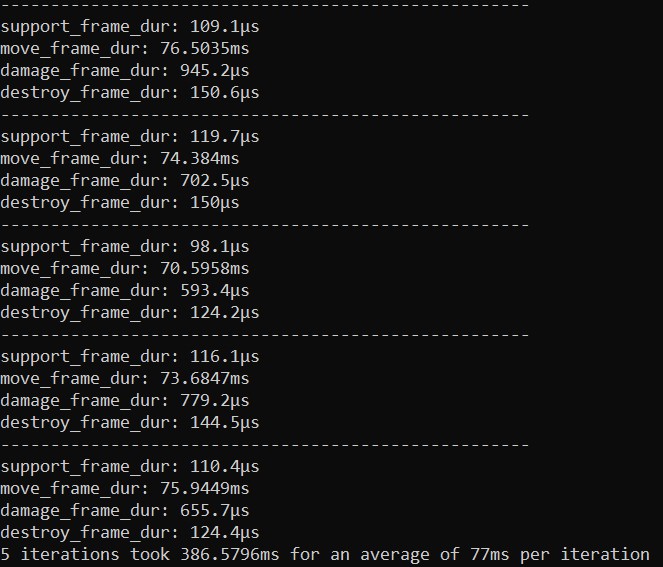 -----------------------------------------------------
support_frame_dur: 109.1µs
move_frame_dur: 76.5035ms
damage_frame_dur: 945.2µs
destroy_frame_dur: 150.6µs
-----------------------------------------------------
support_frame_dur: 119.7µs
move_frame_dur: 74.384ms
damage_frame_dur: 702.5µs
destroy_frame_dur: 150µs
-----------------------------------------------------
support_frame_dur: 98.1µs
move_frame_dur: 70.5958ms
damage_frame_dur: 593.4µs
destroy_frame_dur: 124.2µs
-----------------------------------------------------
support_frame_dur: 116.1µs
move_frame_dur: 73.6847ms
damage_frame_dur: 779.2µs
destroy_frame_dur: 144.5µs
-----------------------------------------------------
support_frame_dur: 110.4µs
move_frame_dur: 75.9449ms
damage_frame_dur: 655.7µs
destroy_frame_dur: 124.4µs
5 iterations took 386.5796ms for an average of 77ms per iteration